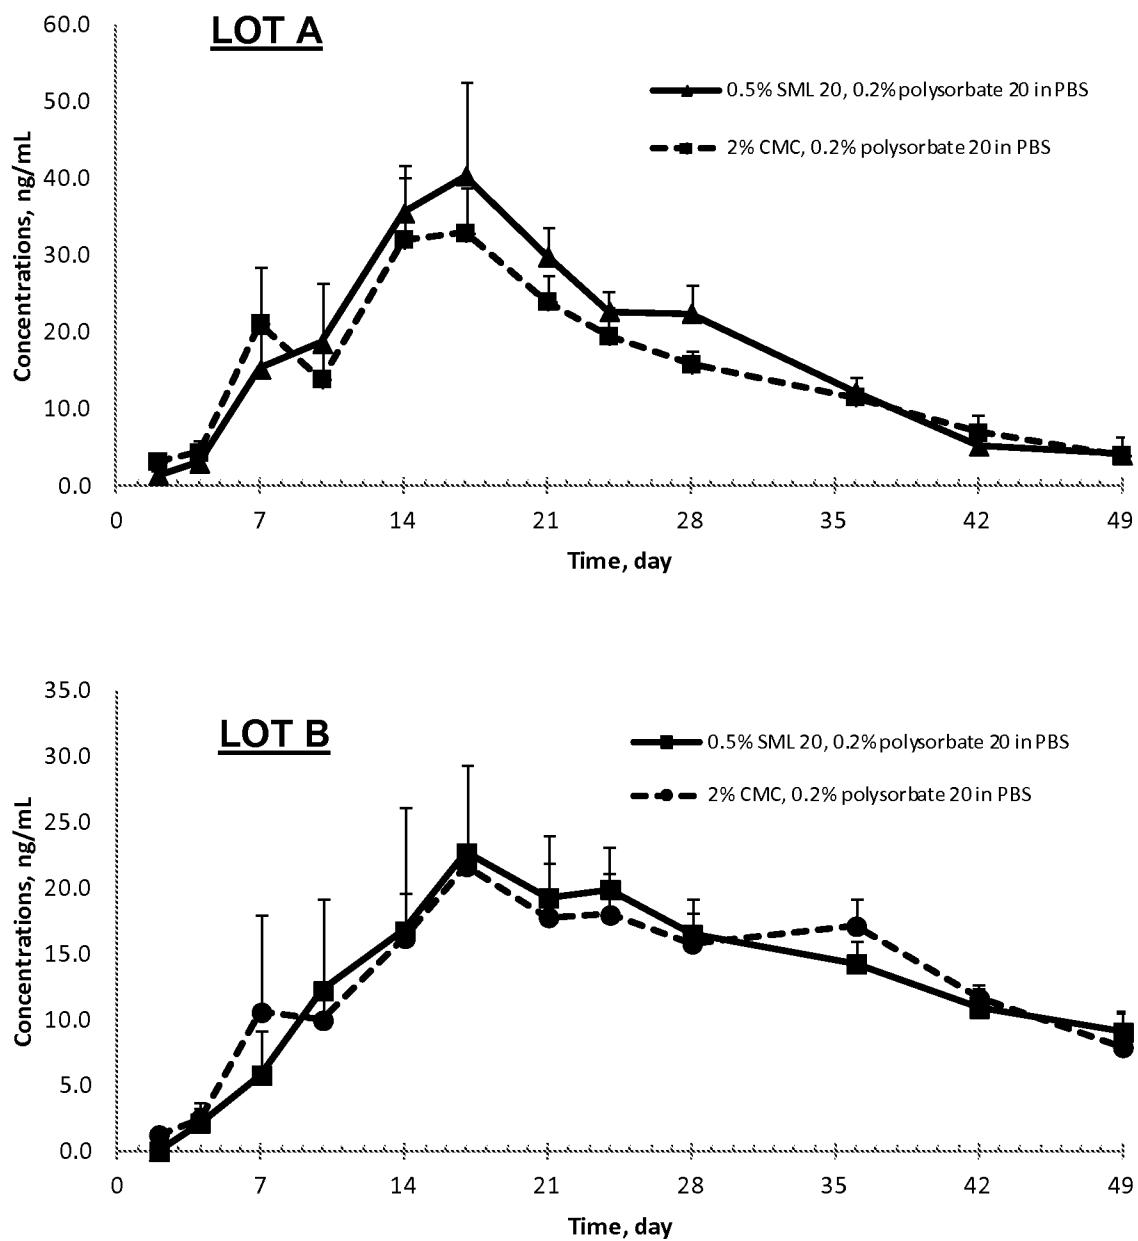 LOT A
60.0
50.0
40.0
30.0
20.0
10.0
0.0
Concentrations, ng/mL
0.5% SML 20, 0.2% polysorbate 20 in PBS
2% CMC, 0.2% polysorbate 20 in PBS
0 7 14 21 28 35 42 49
Time, day
LOT B
35.0
30.0
25.0
20.0
15.0
10.0
5.0
0.0
Concentrations, ng/mL
0.5% SML 20, 0.2% polysorbate 20 in PBS
2% CMC, 0.2% polysorbate 20 in PBS
0 7 14 21 28 35 42 49
Time, day